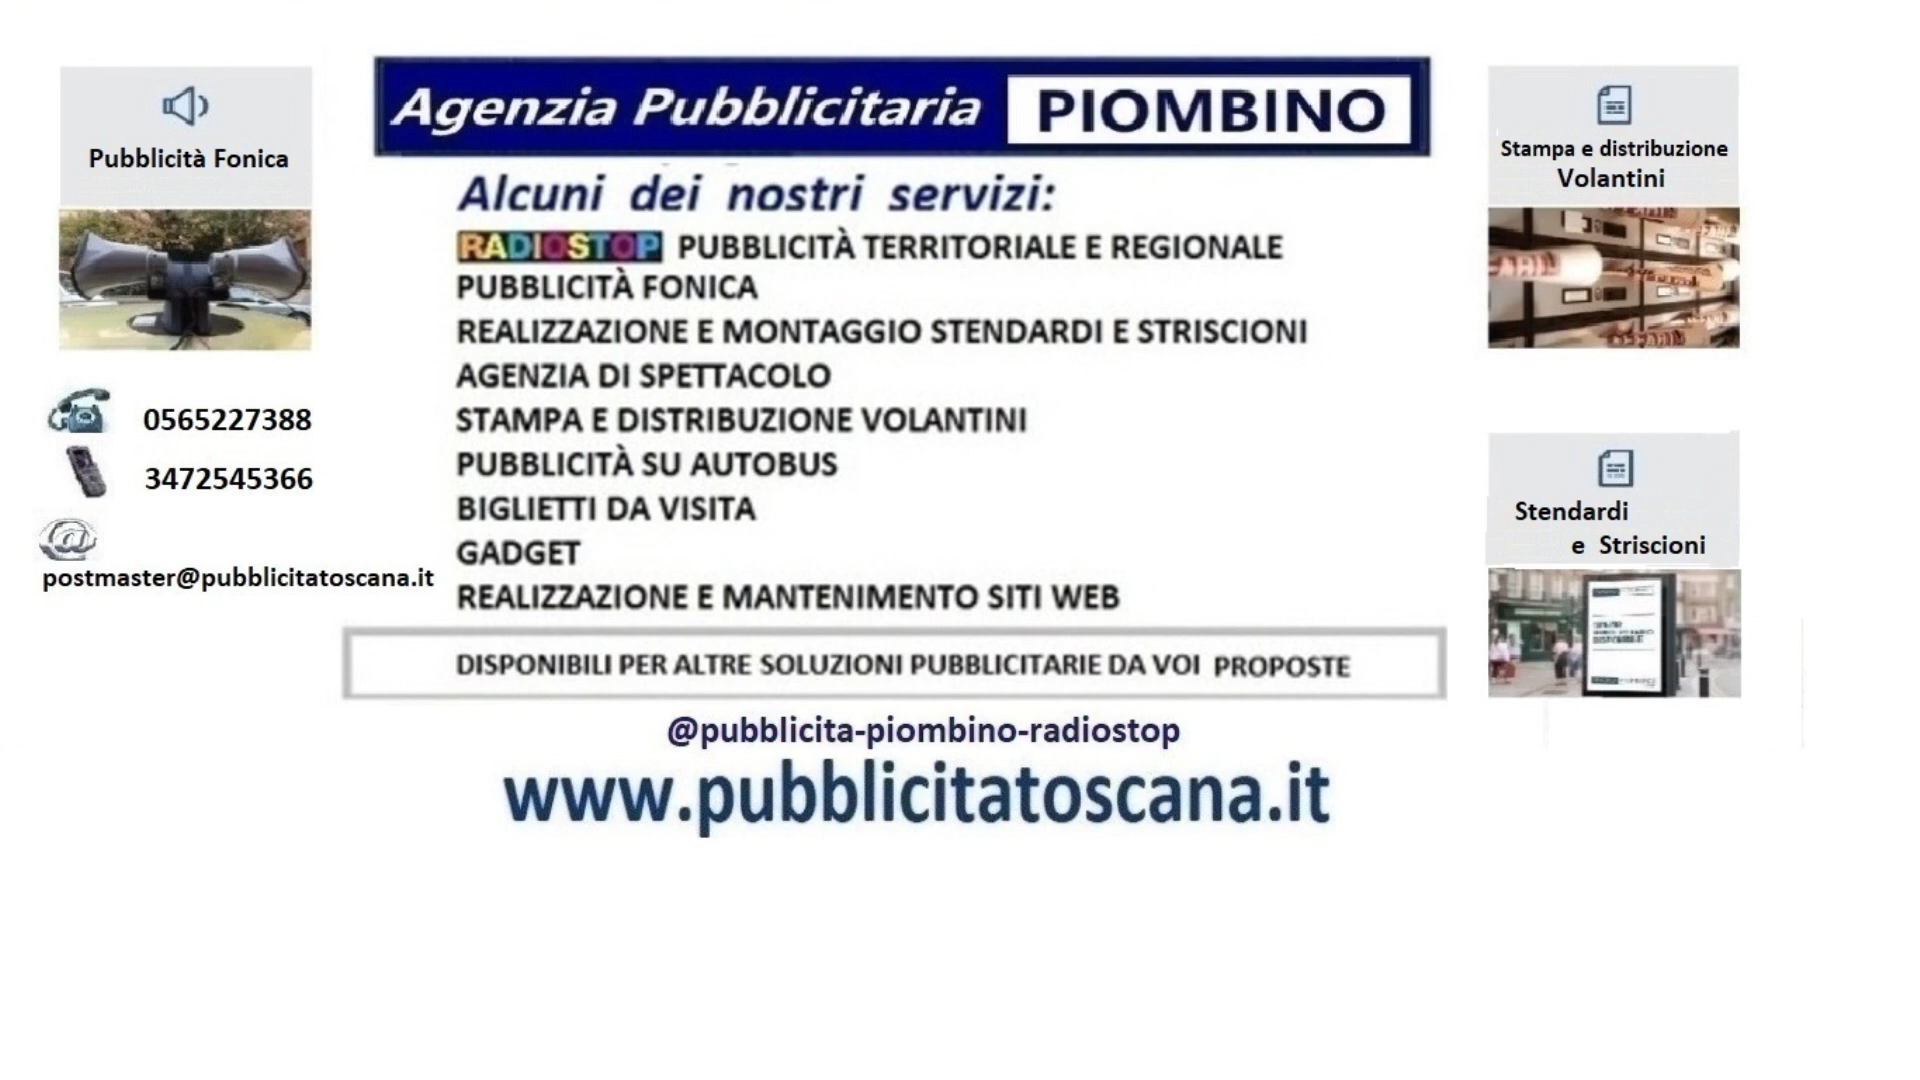 Agenzia Pubblicitaria PIOMBINO
Pubblicità Fonica
0565227388
3472545366
postmaster@pubblicitatoscana.it
Alcuni dei nostri servizi:
RADIOSTOP PUBBLICITÀ TERRITORIALE E REGIONALE
PUBBLICITÀ FONICA
REALIZZAZIONE E MONTAGGIO STENDARDI E STRISCIONI
AGENZIA DI SPETTACOLO
STAMPA E DISTRIBUZIONE VOLANTINI
PUBBLICITÀ SU AUTOBUS
BIGLIETTI DA VISITA
GADGET
REALIZZAZIONE E MANTENIMENTO SITI WEB
DISPONIBILI PER ALTRE SOLUZIONI PUBBLICITARIE DA VOI PROPOSTE
@pubblicita-piombino-radiostop
www.pubblicitatoscana.it
Stampa e distribuzione
Volantini
Stendardi
e Striscioni